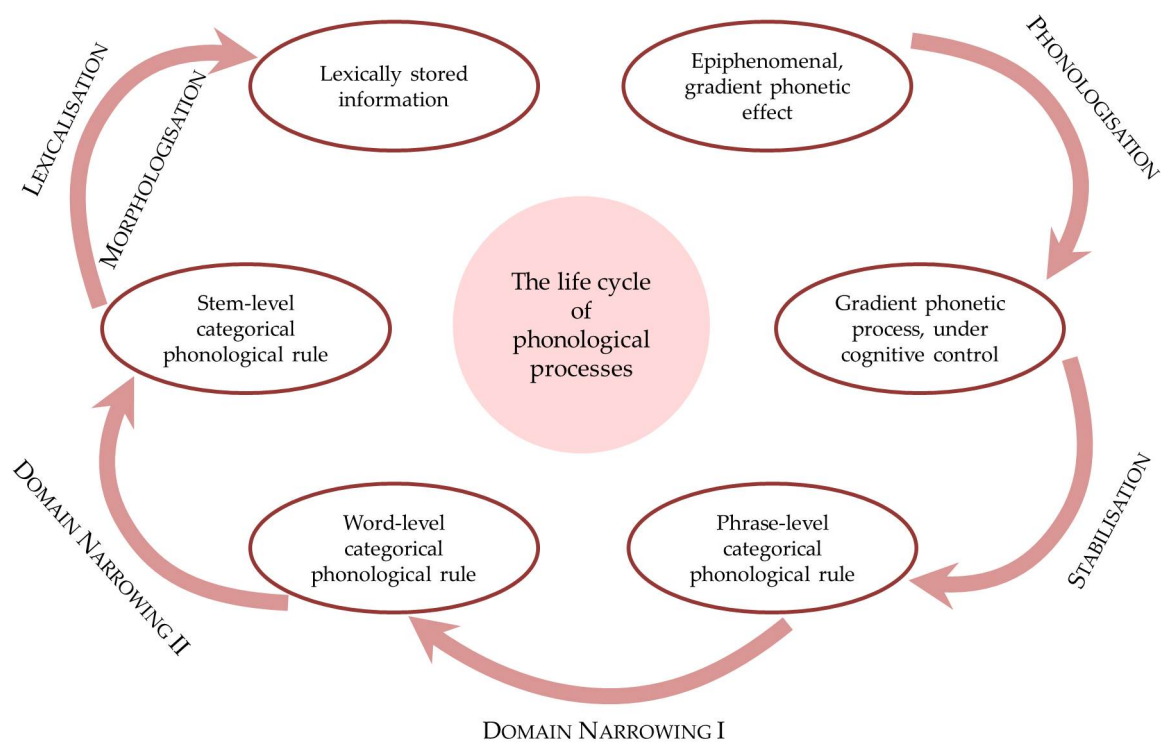 Lexically stored
information
Epiphenomenal,
gradient phonetic
effect
PHONOLOGISATION
Gradient phonetic
process, under
cognitive control
STABILISATION
Phrase-level
categorical
phonological rule
DOMAIN NARROWING I
Word-level
categorical
phonological rule
DOMAIN NARROWING II
Stem-level
categorical
phonological rule
LEXICALISATION
MORPHOLOGISATION
The life cycle
of
phonological
processes